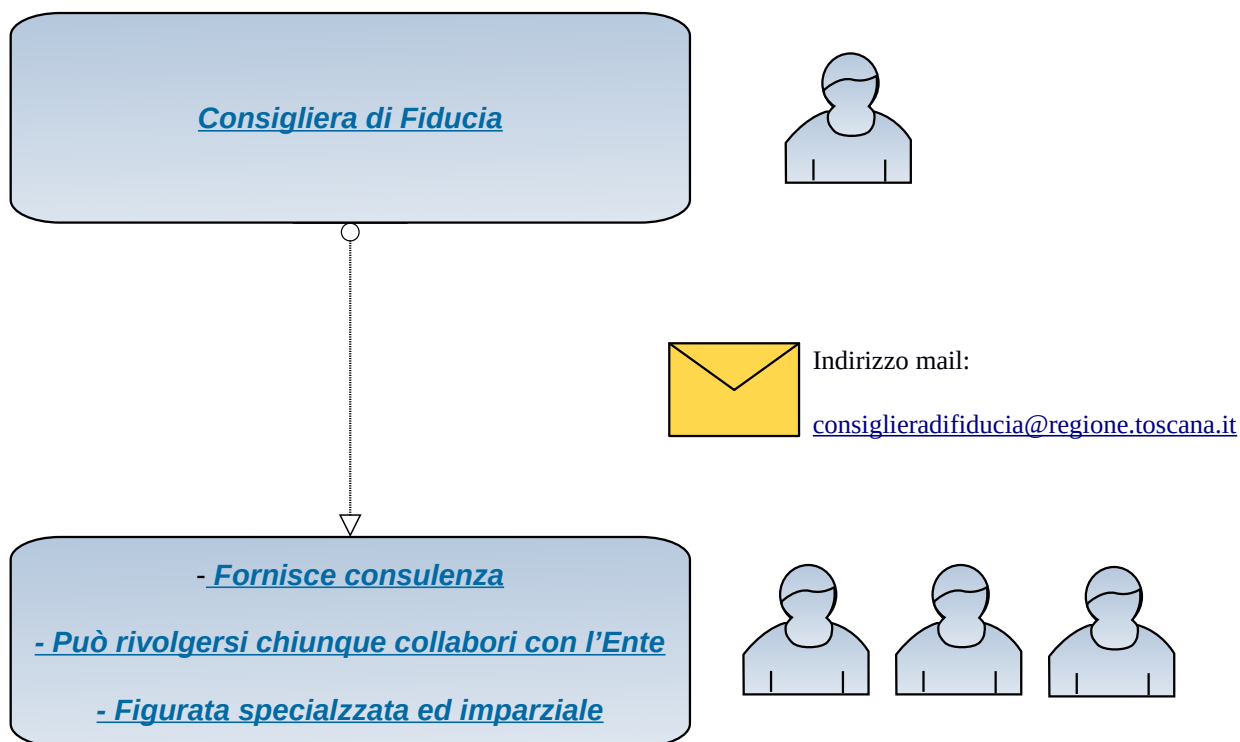 Consigliera di Fiducia
Indirizzo mail:
consiglieradifiducia@regione.toscana.it
- Fornisce consulenza
- Può rivolgersi chiunque collabori con l’Ente
- Figurata specialzzata ed imparziale